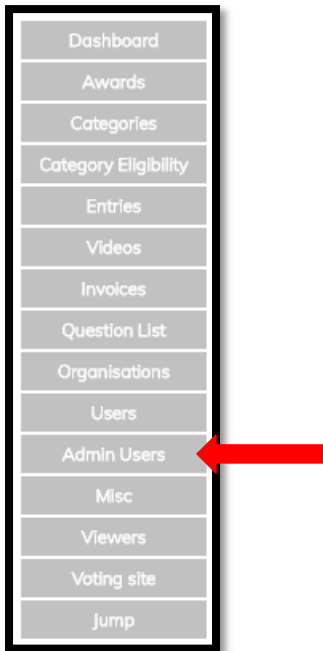 Dashboard
Awards
Categories
Category Eligibility
Entries
Videos
Invoices
Question List
Organisations
Users
Admin Users
Misc
Viewers
Voting site
Jump